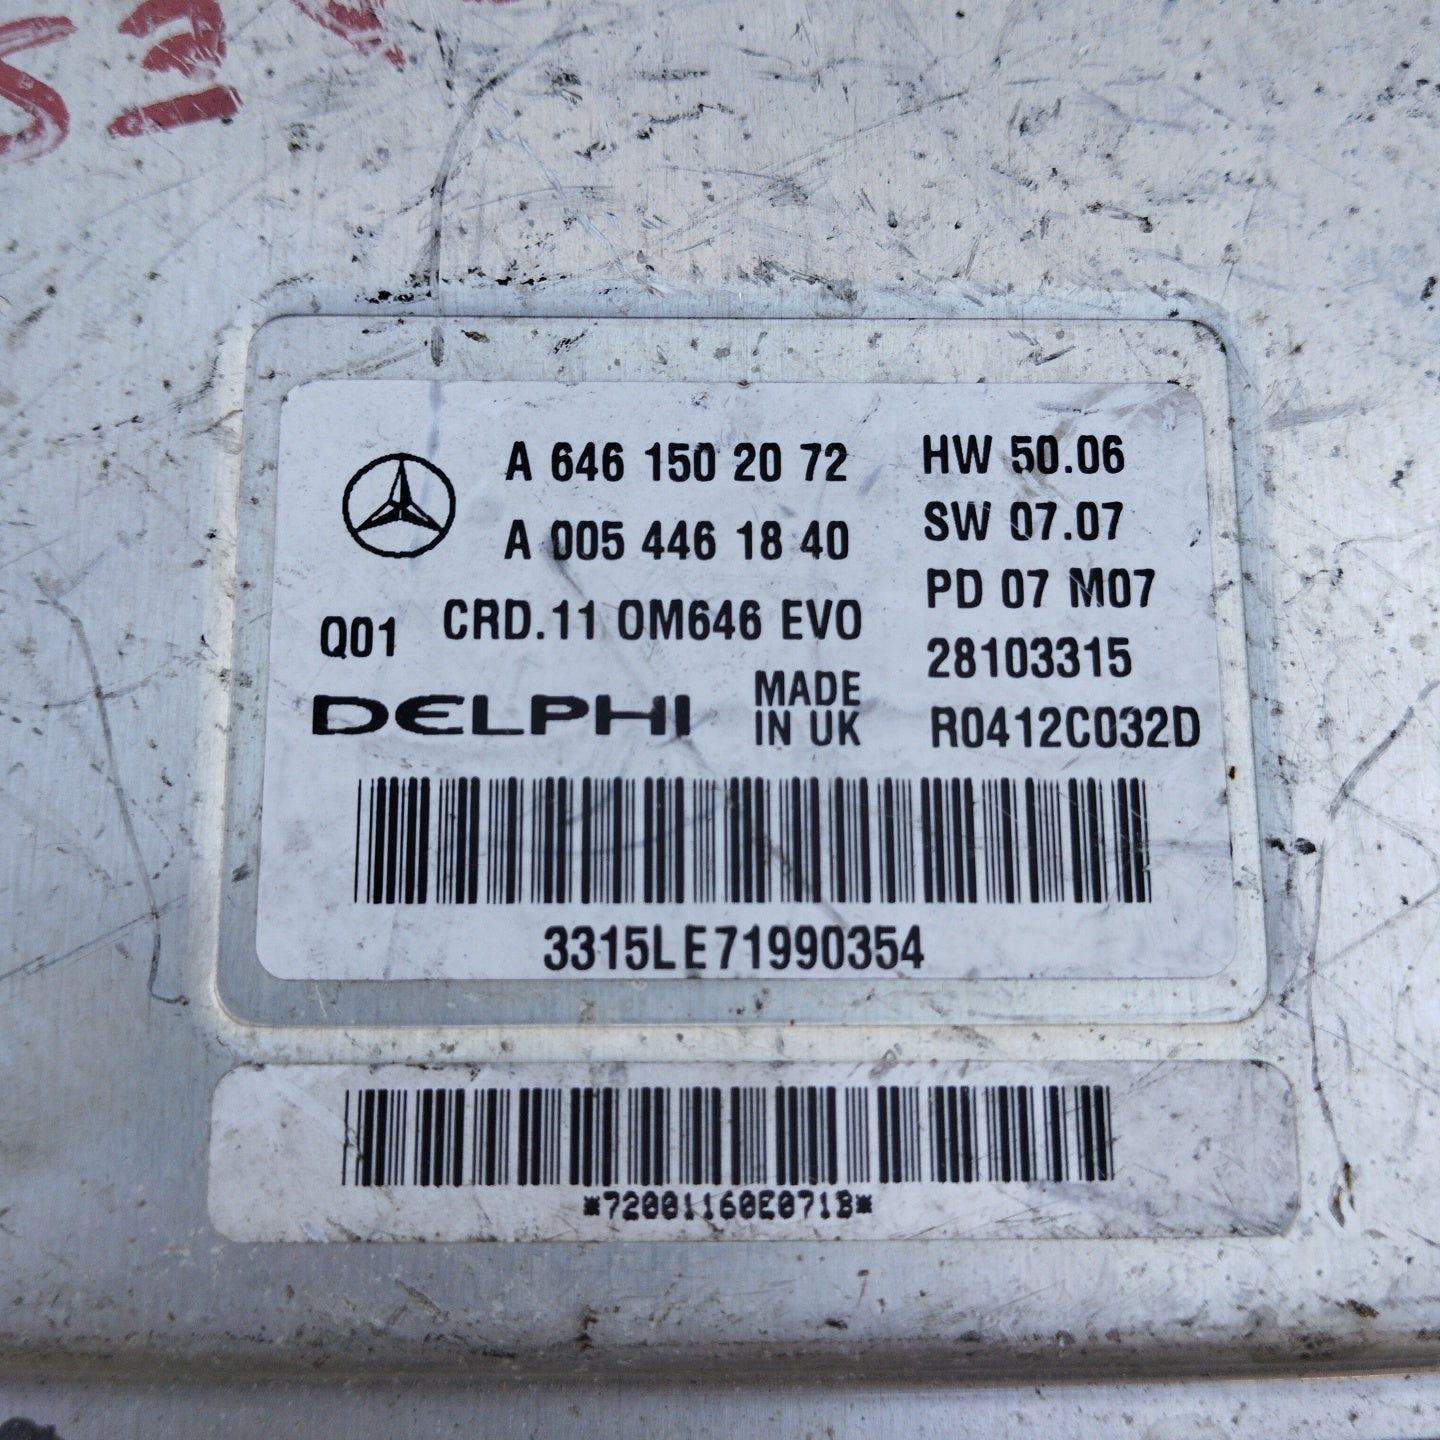 A 646 150 20 72
A 005 446 18 40
Q01 CRD.11 OM646 EVO
DELPHI
MADE
IN UK
HW 50.06
SW 07.07
PD 07 M07
28103315
R0412C032D
3315LE71990354
*72001160E071B*